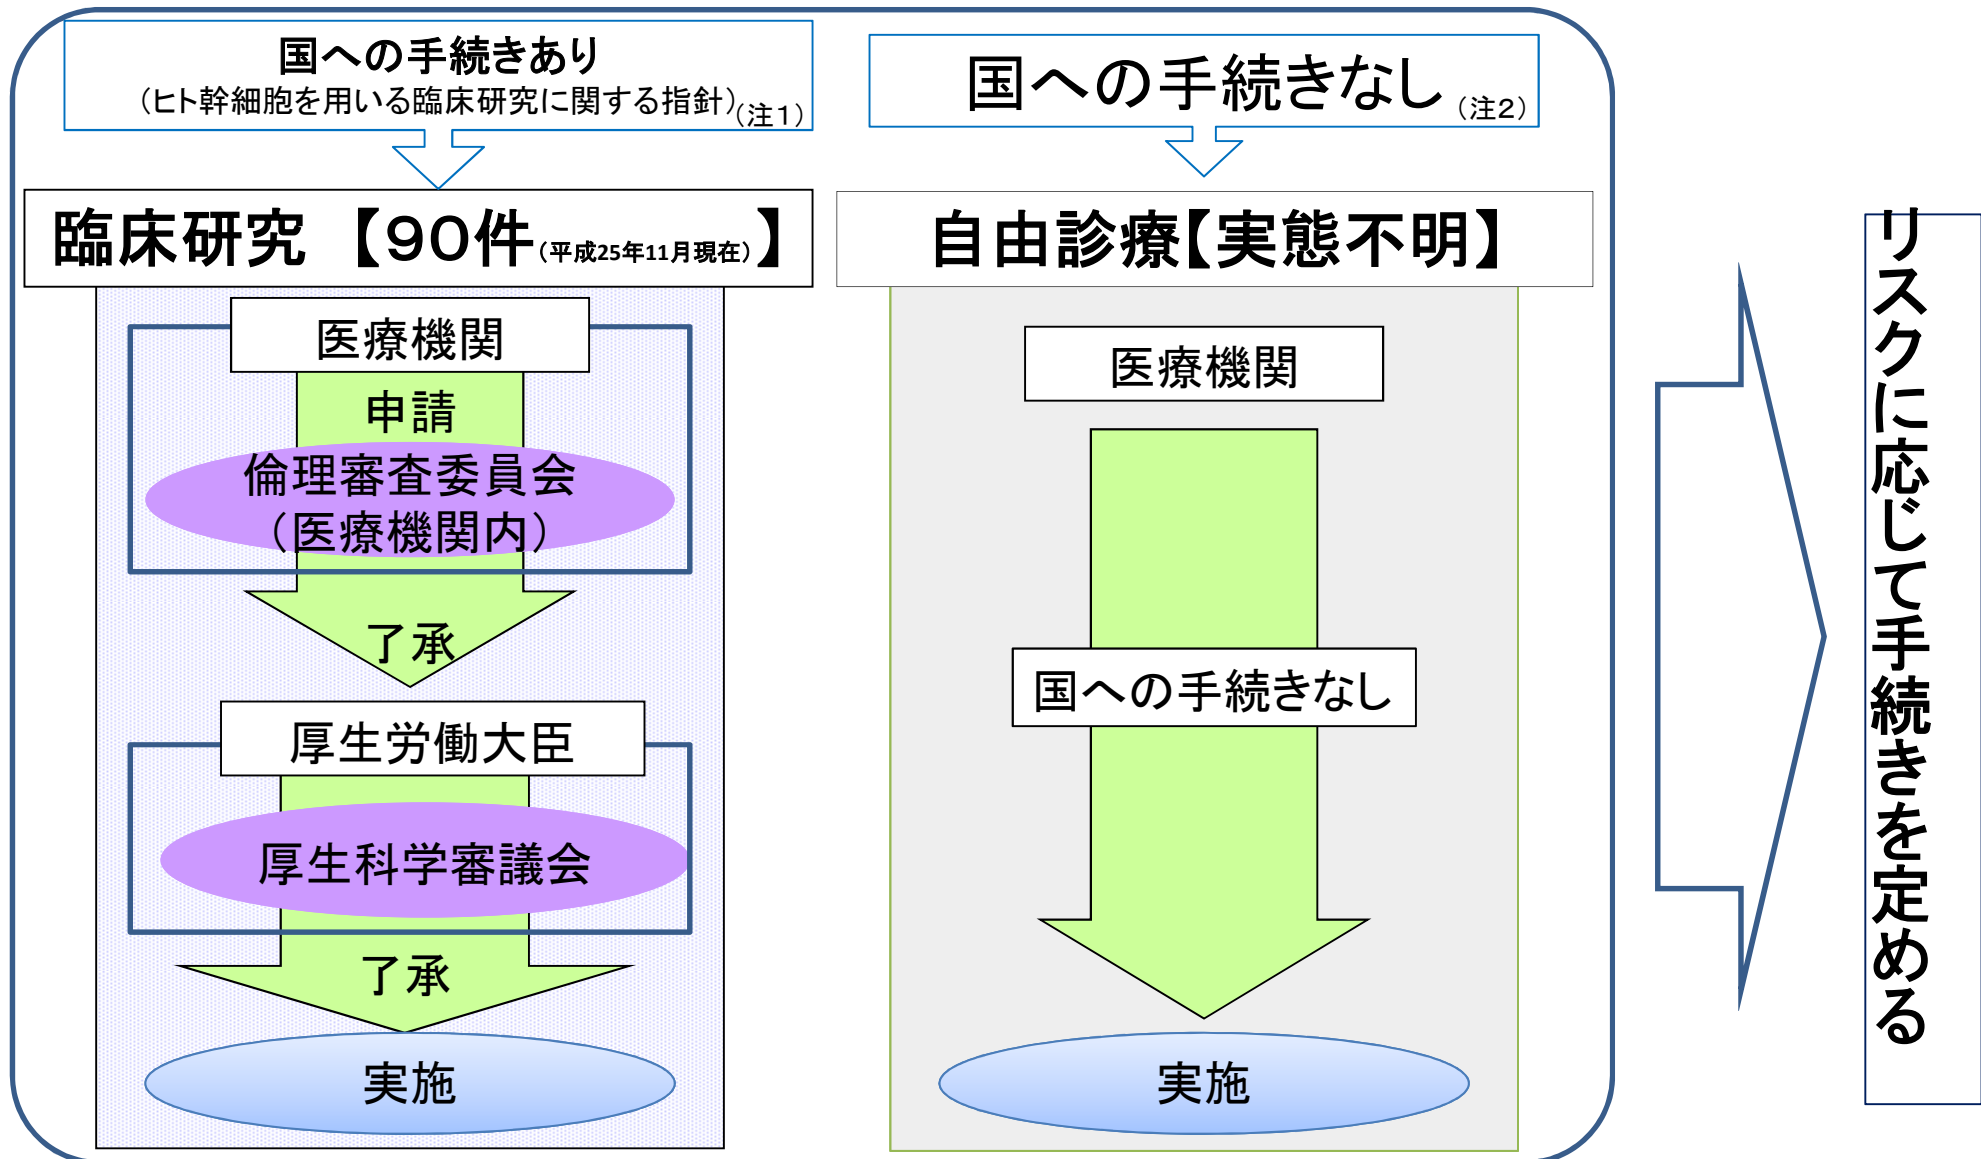 国への手続きあり
（ヒト幹細胞を用いる臨床研究に関する指針）（注１）
臨床研究 【９０件（平成25年11月現在）】
医療機関
申請
倫理審査委員会
（医療機関内）
了承
厚生労働大臣
厚生科学審議会
了承
実施
国への手続きなし（注２）
自由診療【実態不明】
医療機関
国への手続きなし
実施
リスクに応じて手続きを定める